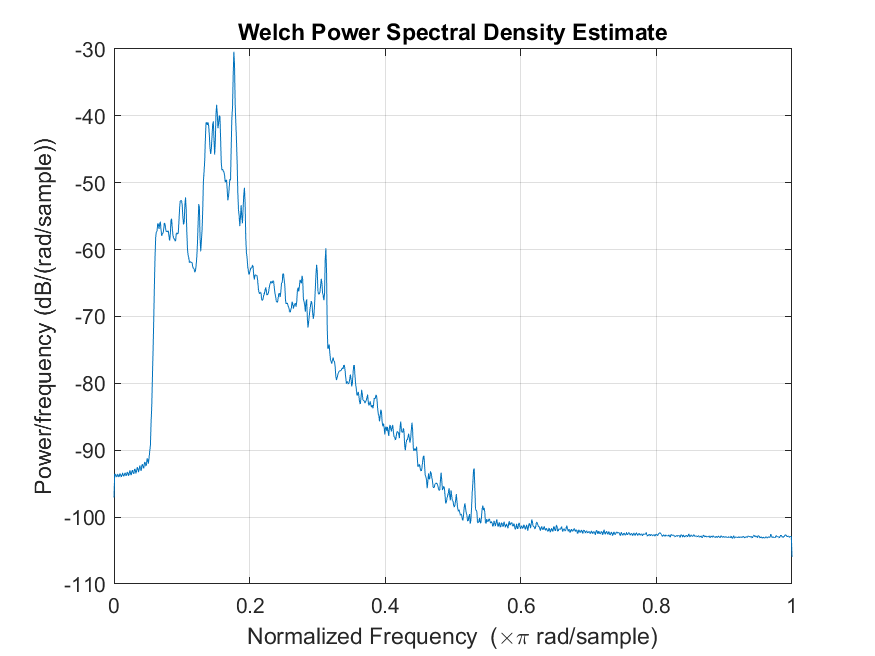 Welch Power Spectral Density Estimate
-30
-40
-50
-60
-70
-80
-90
-100
-110
Power/frequency (dB/(rad/sample))
0 0.2 0.4 0.6 0.8 1
Normalized Frequency (×π rad/sample)